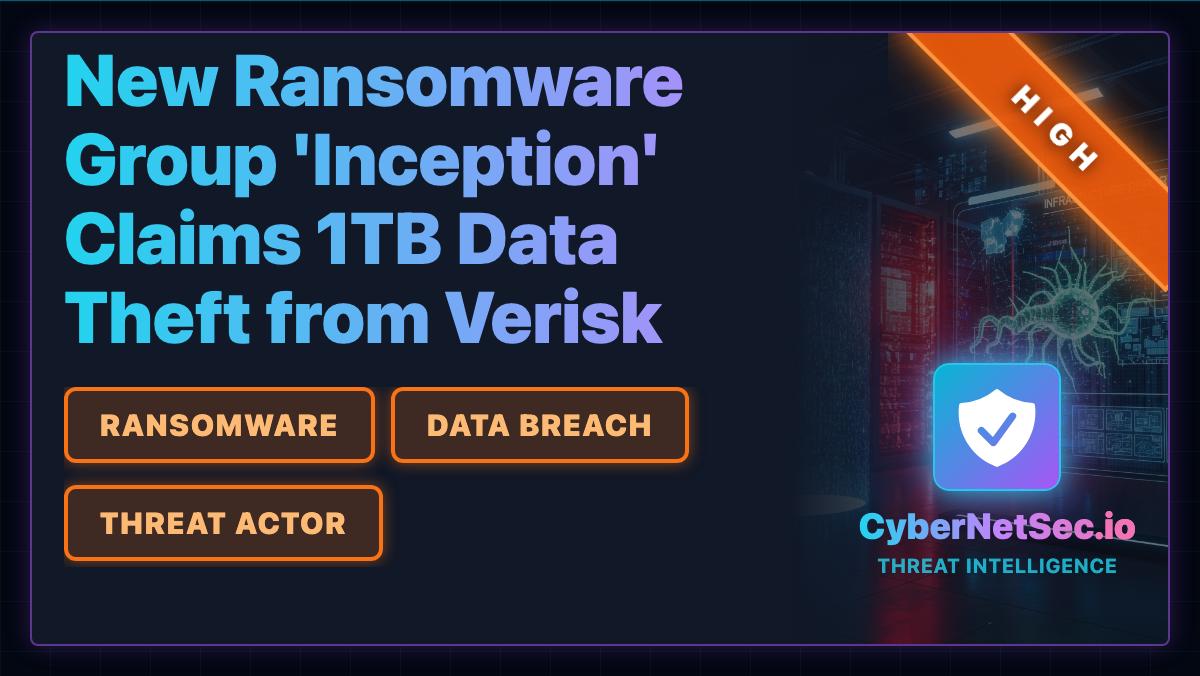 New Ransomware
Group 'Inception'
Claims 1TB Data
Theft from Verisk
HIGH
RANSOMWARE
DATA BREACH
THREAT ACTOR
CyberNetSec.io
THREAT INTELLIGENCE